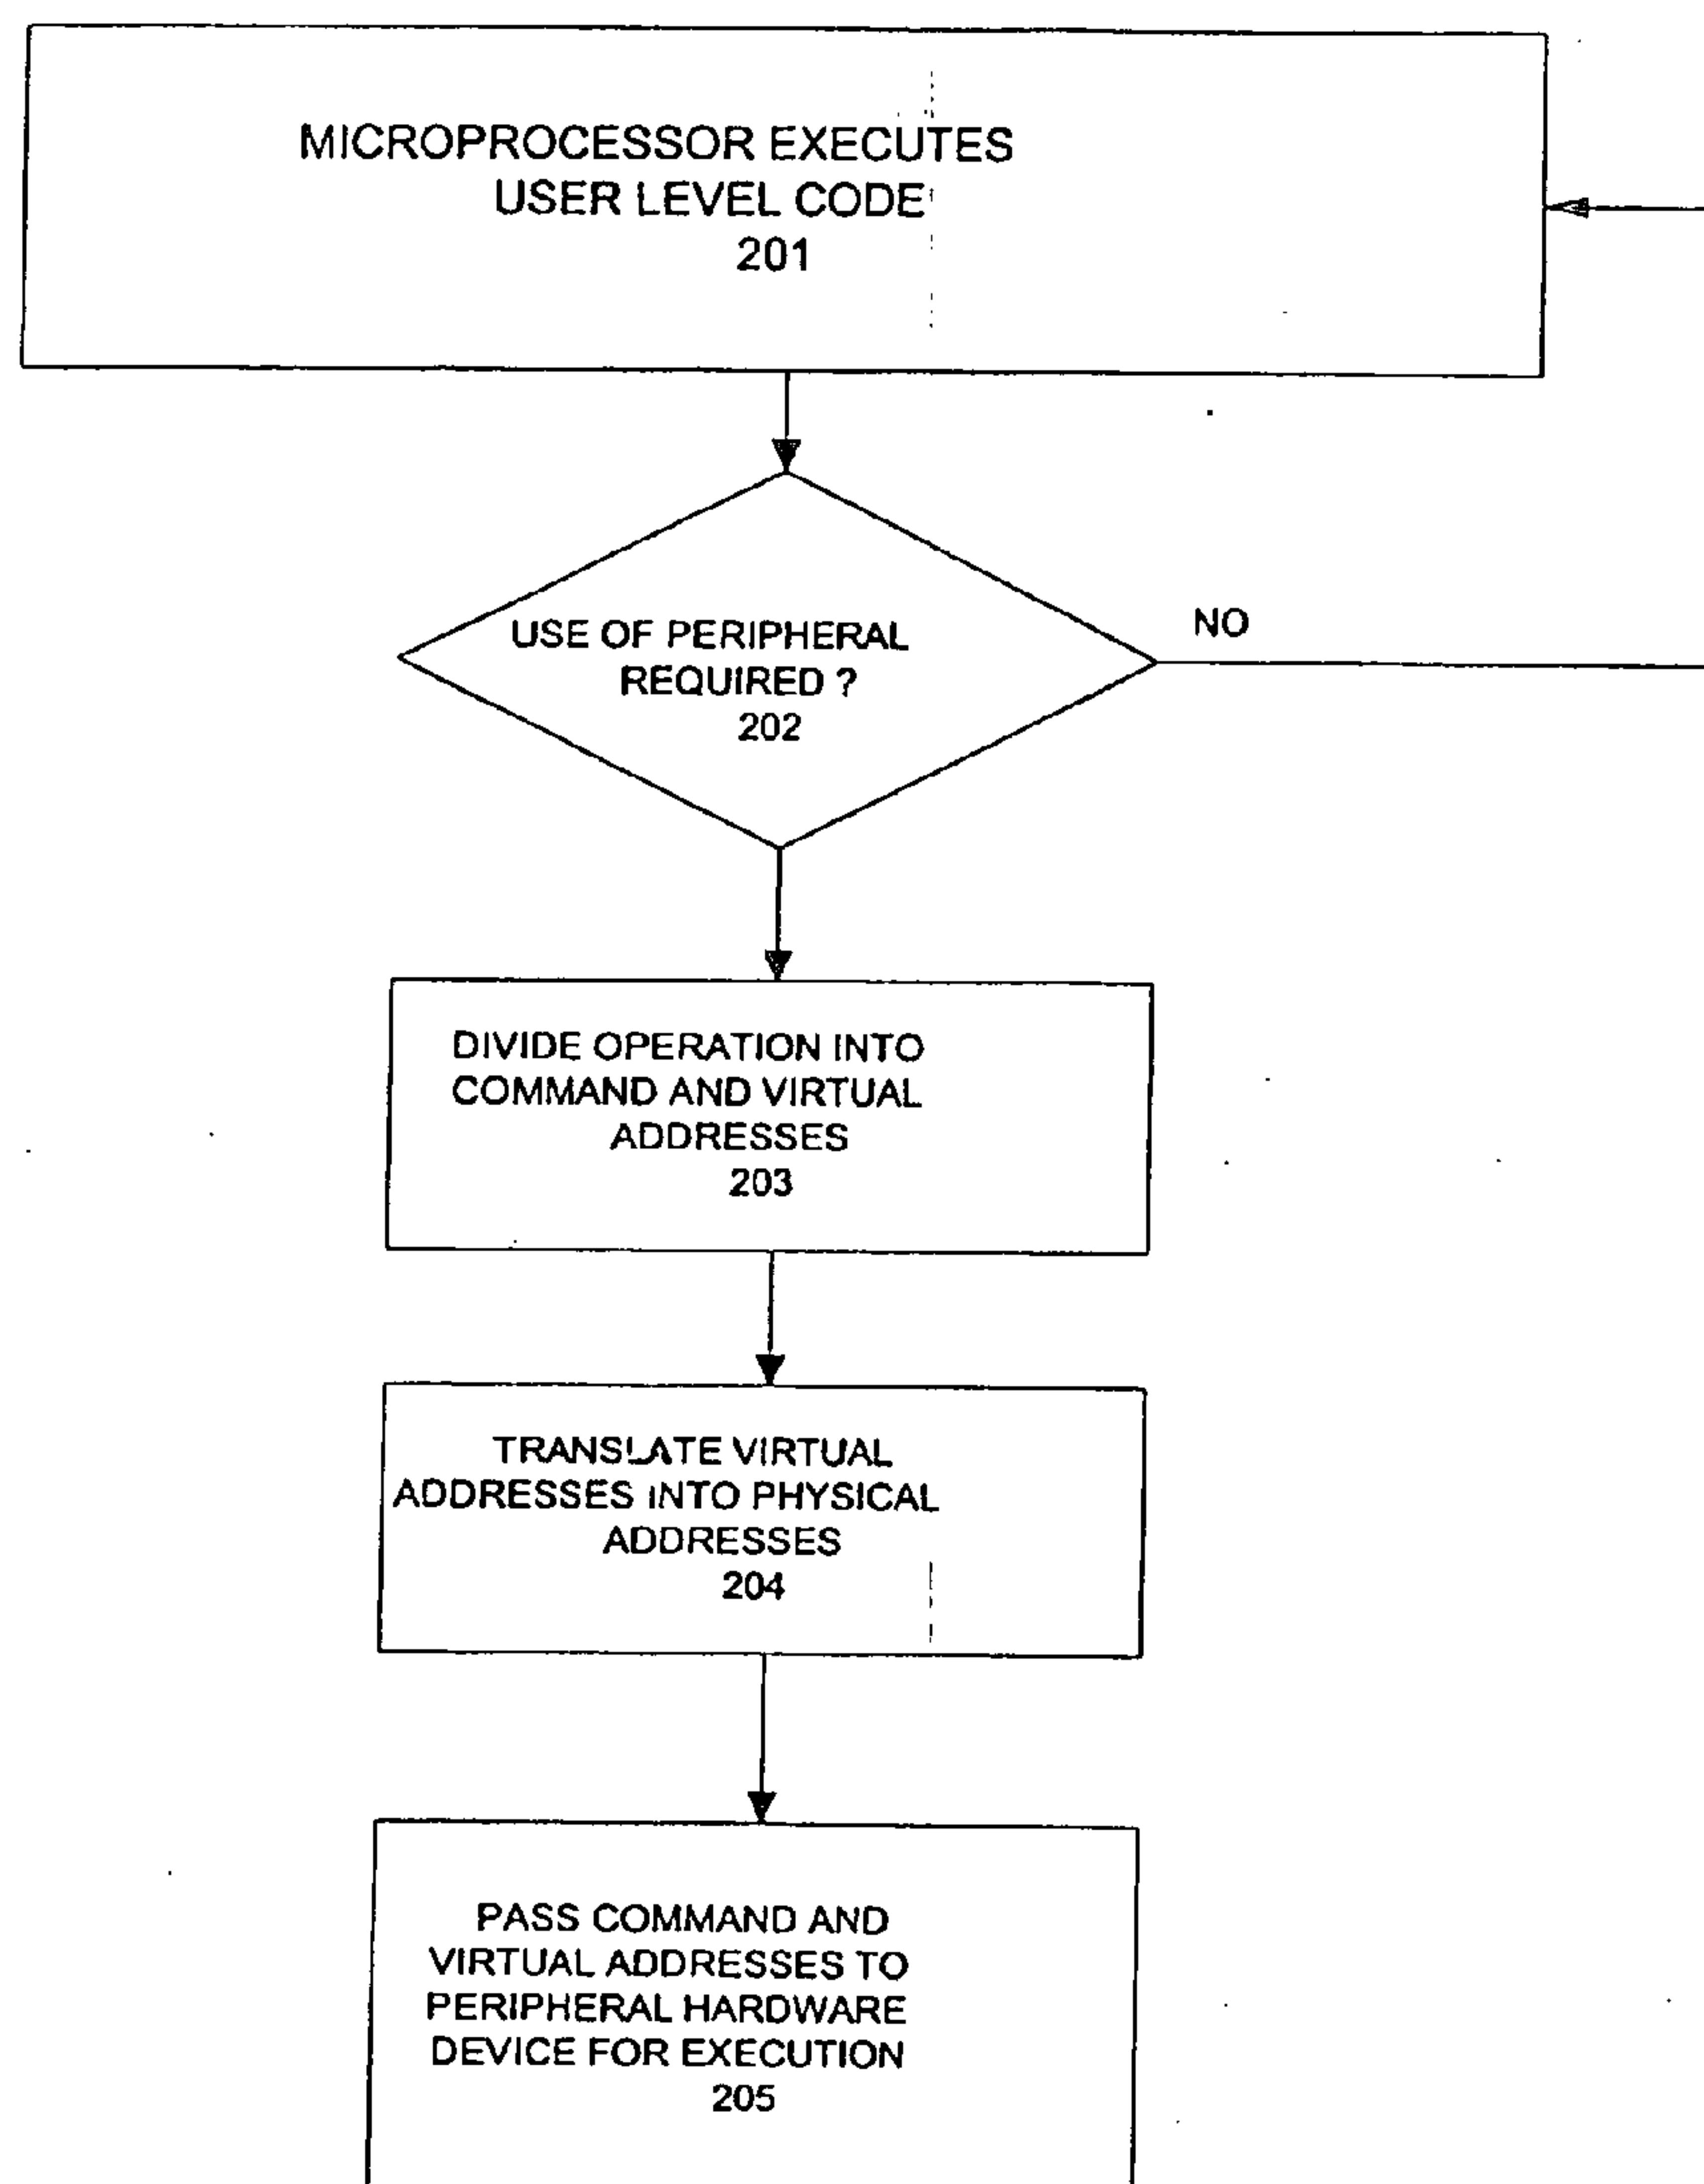 MICROPROCESSOR EXECUTES
USER LEVEL CODE
201
USE OF PERIPHERAL
REQUIRED ?
202
NO
DIVIDE OPERATION INTO
COMMAND AND VIRTUAL
ADDRESSES
203
TRANSLATE VIRTUAL
ADDRESSES INTO PHYSICAL
ADDRESSES
204
PASS COMMAND AND
VIRTUAL ADDRESSES TO
PERIPHERAL HARDWARE
DEVICE FOR EXECUTION
205